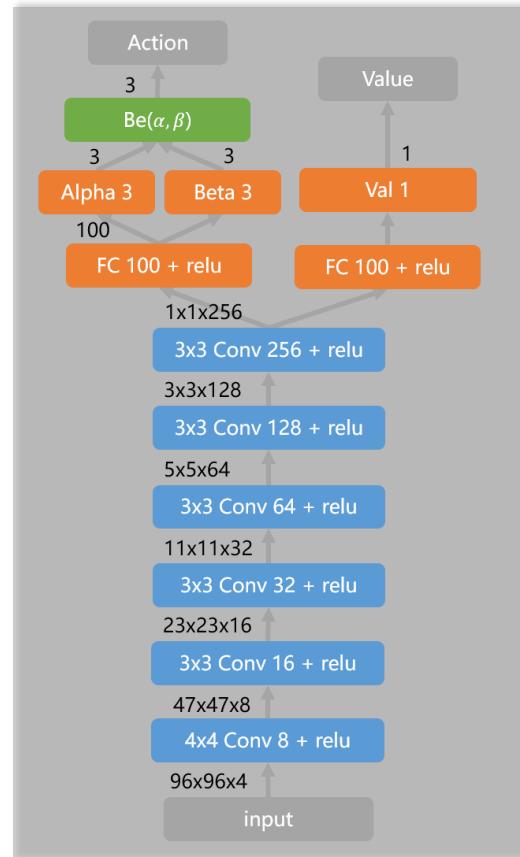 Action
Value
3
Be(α, β)
3
3
1
Alpha 3
Beta 3
Val 1
100
FC 100 + relu
FC 100 + relu
1x1x256
3x3 Conv 256 + relu
3x3x128
3x3 Conv 128 + relu
5x5x64
3x3 Conv 64 + relu
11x11x32
3x3 Conv 32 + relu
23x23x16
3x3 Conv 16 + relu
47x47x8
4x4 Conv 8 + relu
96x96x4
input